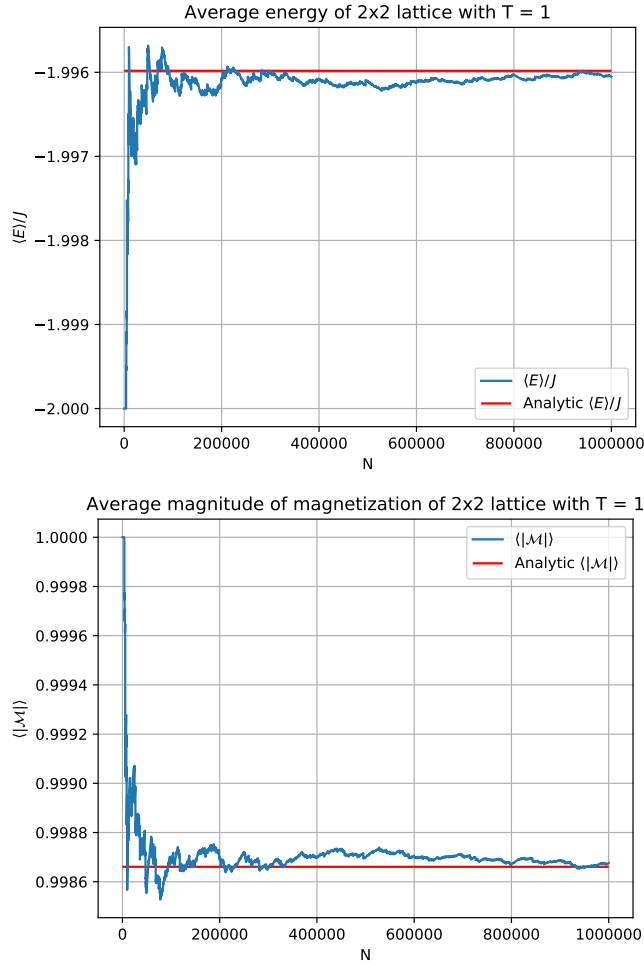 Average energy of 2x2 lattice with T = 1
−1.996
−1.997
−1.998
−1.999
−2.000
⟨E⟩/J
⟨E⟩/J
Analytic ⟨E⟩/J
0
200000
400000
600000
800000
1000000
N
Average magnitude of magnetization of 2x2 lattice with T = 1
1.0000
0.9998
0.9996
0.9994
0.9992
0.9990
0.9988
0.9986
⟨|ℳ|⟩
⟨|ℳ|⟩
Analytic ⟨|ℳ|⟩
0
200000
400000
600000
800000
1000000
N